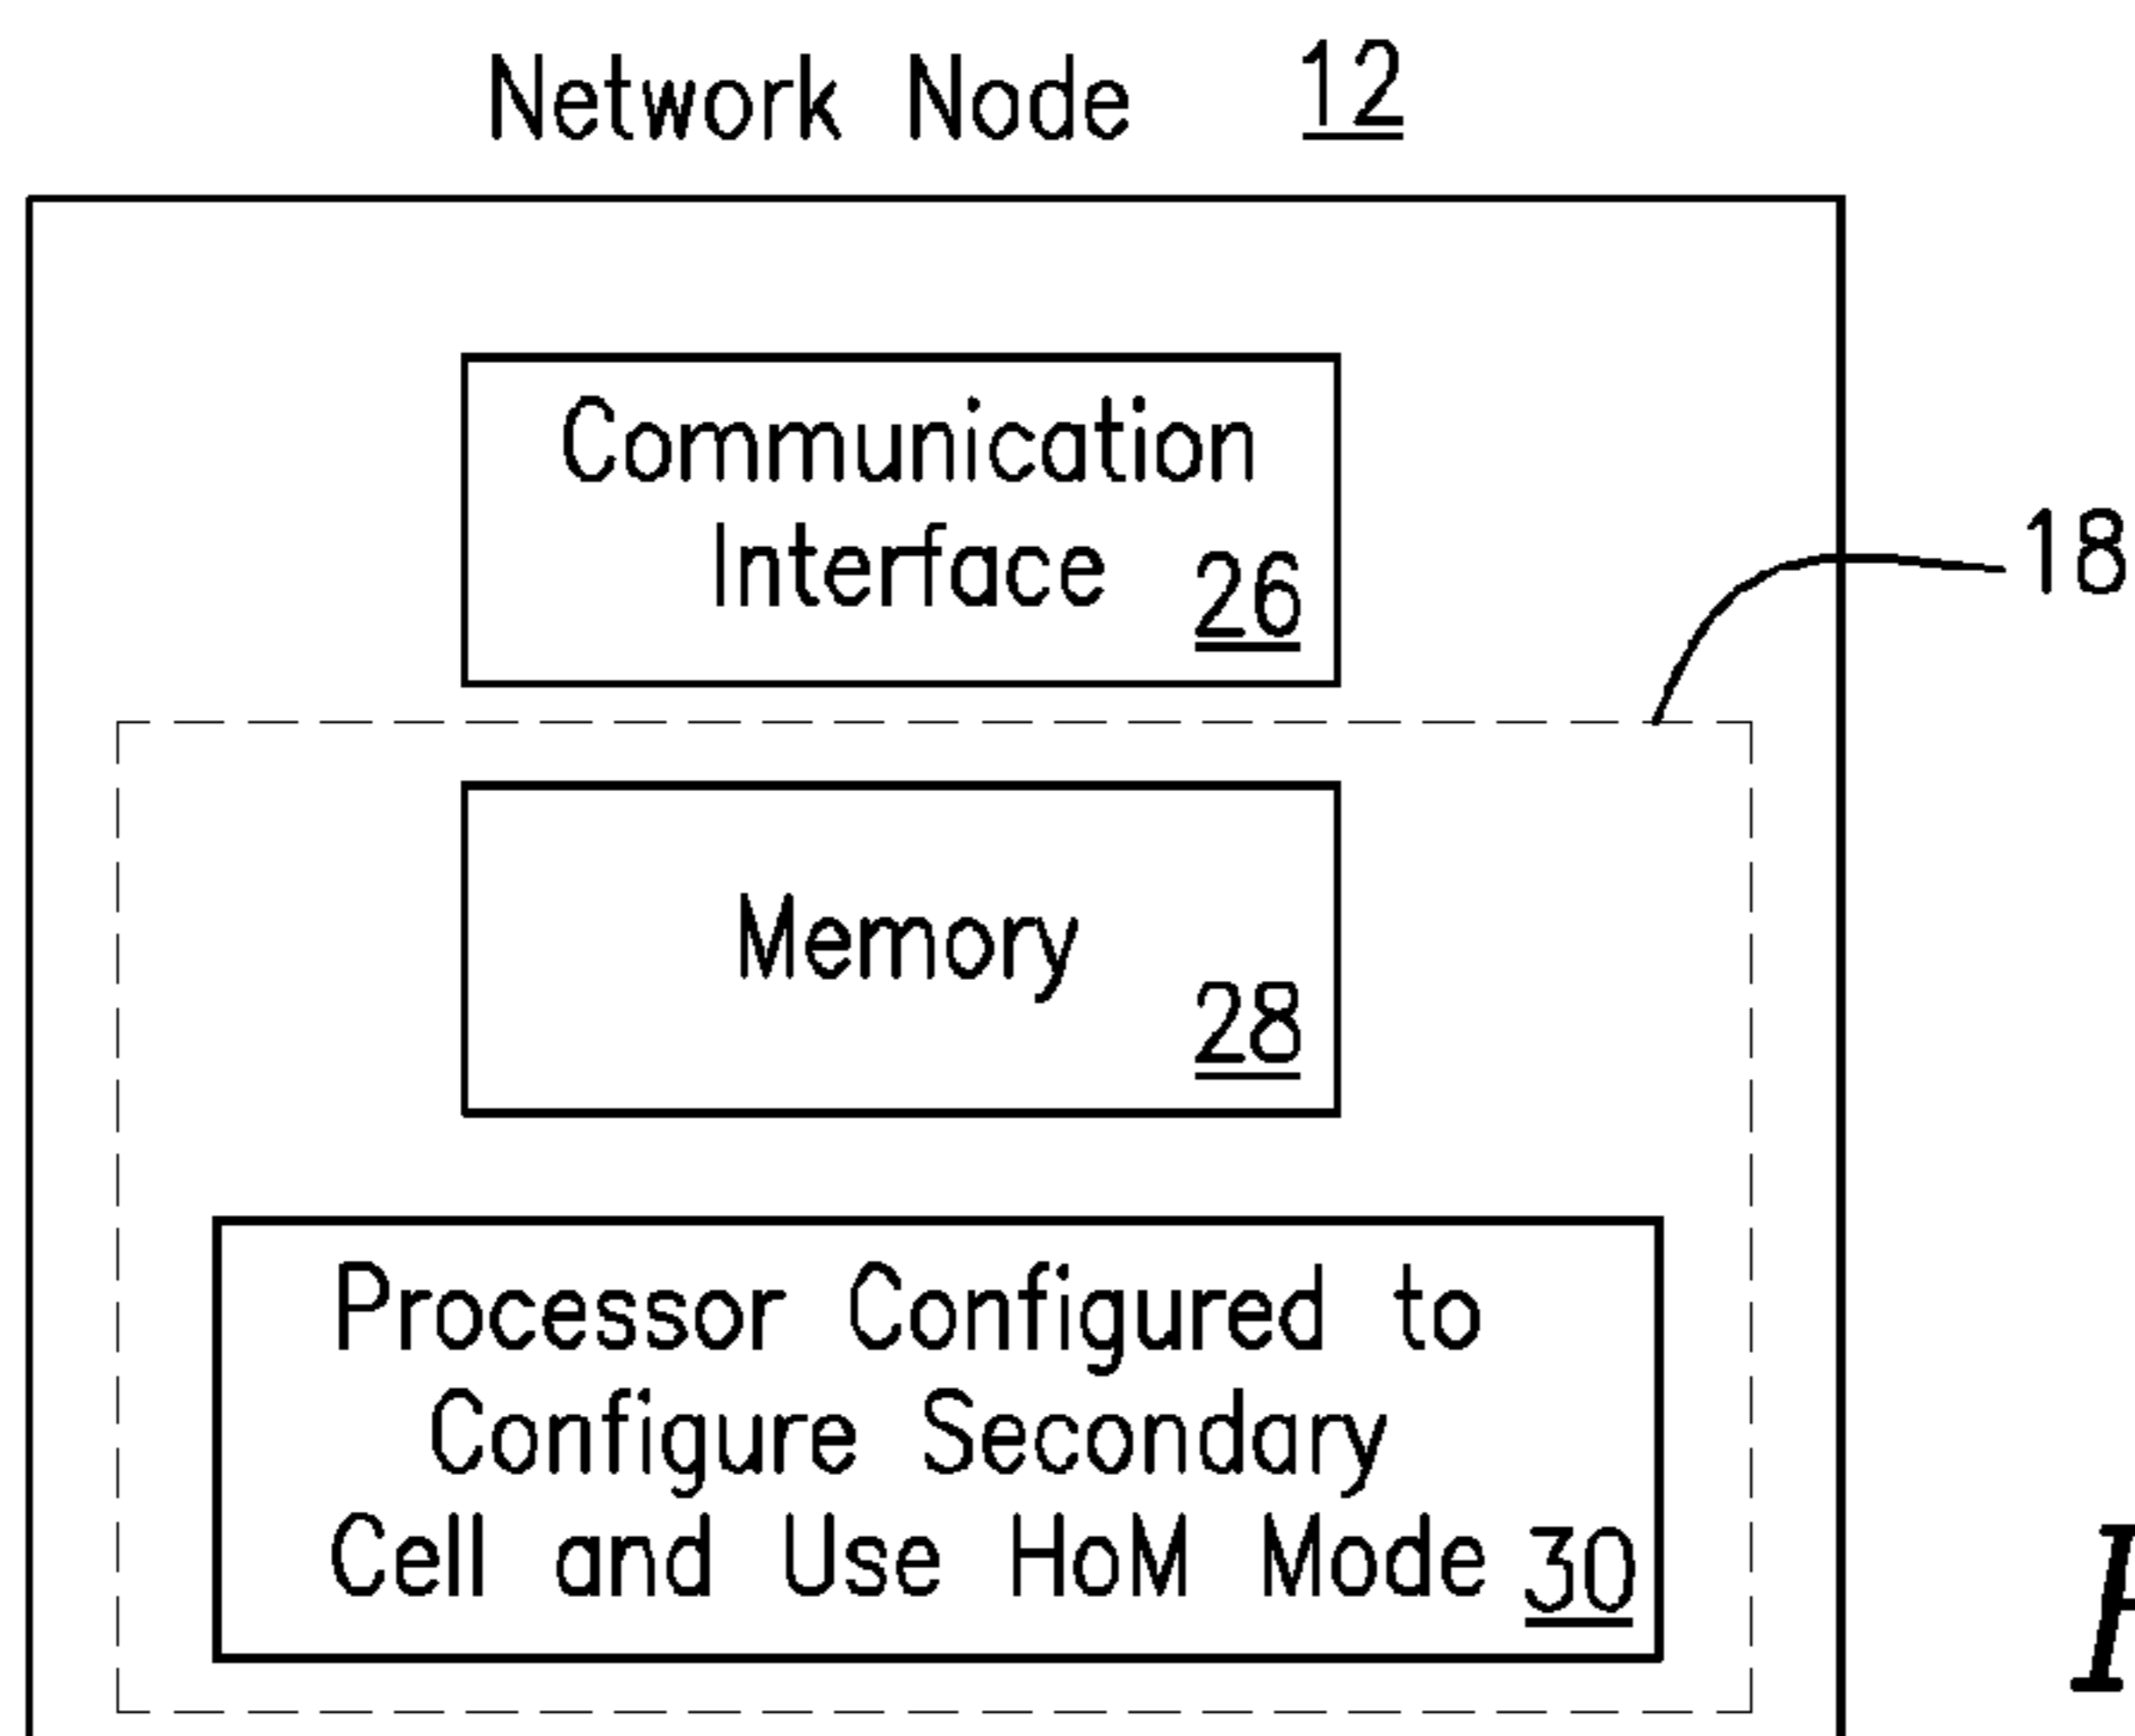 Network Node 12
Communication
Interface 26
18
Memory
28
Processor Configured to
Configure Secondary
Cell and Use HoM Mode 30